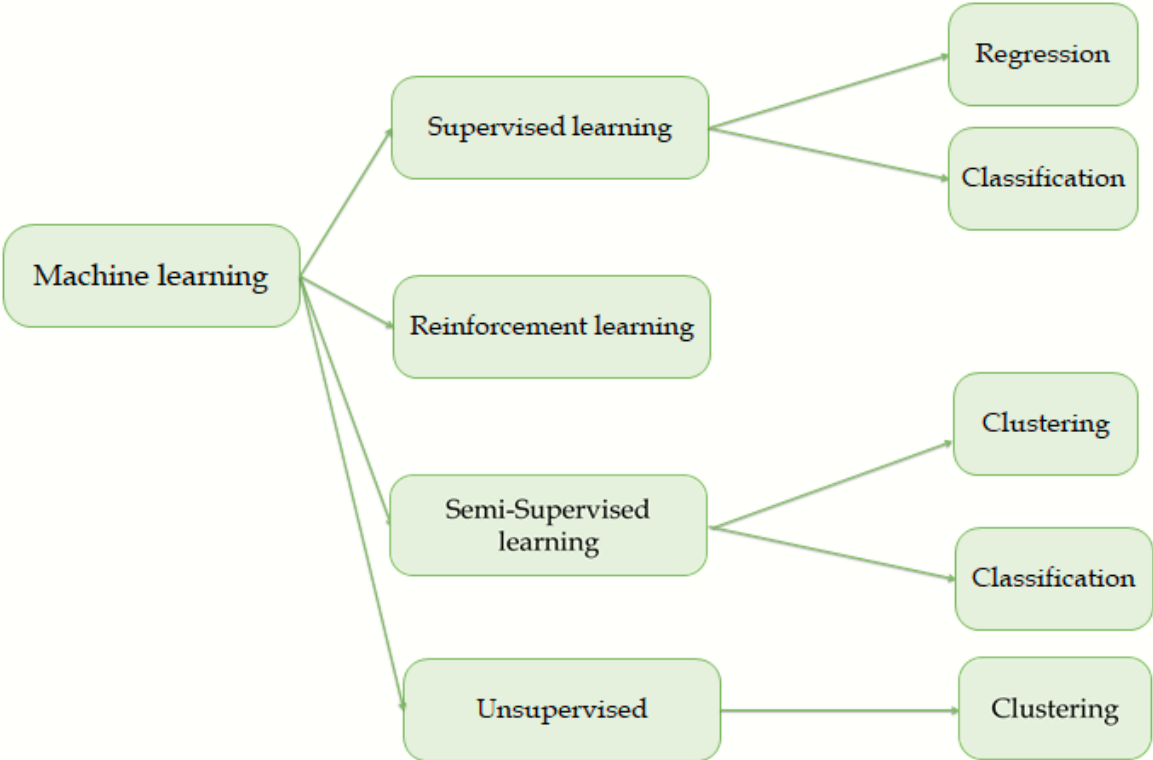 Regression
Supervised learning
Classification
Machine learning
Reinforcement learning
Clustering
Semi-Supervised
learning
Classification
Unsupervised
Clustering